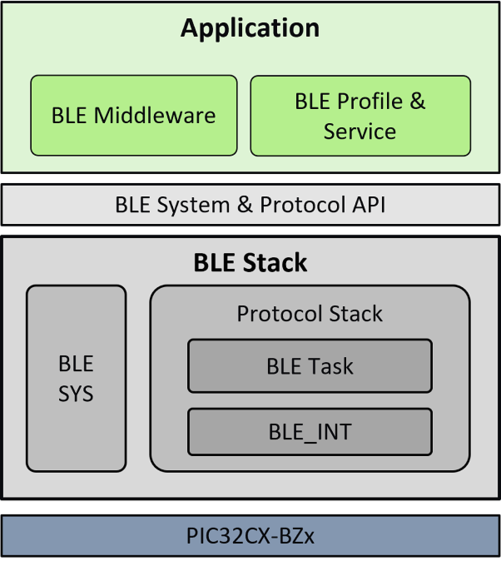 Application
BLE Middleware
BLE Profile &
Service
BLE System & Protocol API
BLE Stack
BLE
SYS
Protocol Stack
BLE Task
BLE_INT
PIC32CX-BZx